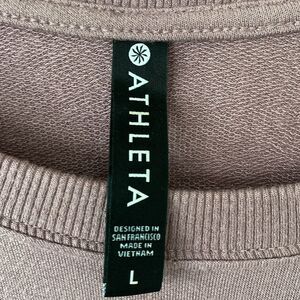 ATHLETA
DESIGNED IN
SAN FRANCISCO
MADE IN
VIETNAM
L